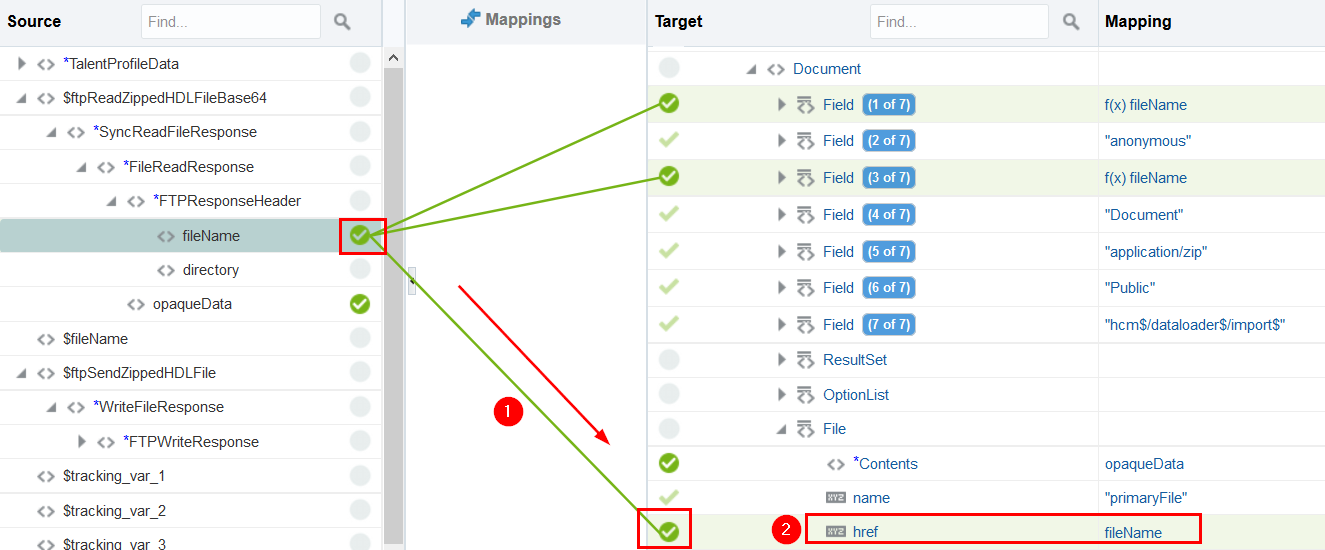 Source Find... Mappings Target Find... Mapping
*TalentProfileData Document
$ftpReadZippedHDLFileBase64 Field (1 of 7) f(x) fileName
*SyncReadFileResponse Field (2 of 7) "anonymous"
*FileReadResponse Field (3 of 7) f(x) fileName
*FTPResponseHeader Field (4 of 7) "Document"
fileName Field (5 of 7) "application/zip"
directory Field (6 of 7) "Public"
opaqueData Field (7 of 7) "hcm$/dataloader$/import$"
$fileName ResultSet
$ftpSendZippedHDLFile OptionList
*WriteFileResponse 1 File
*FTPWriteResponse *Contents opaqueData
$tracking_var_1 XYZ name "primaryFile"
$tracking_var_2 2 XYZ href fileName
$tracking_var_3